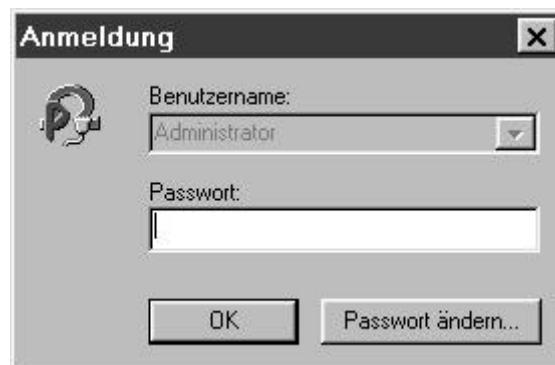 Anmeldung
Benutzername:
Administrator
Passwort:
OK
Passwort ändern...